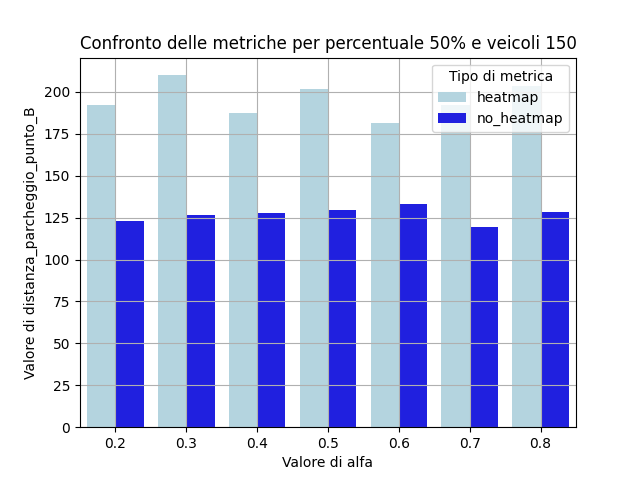 Confronto delle metriche per percentuale 50% e veicoli 150
Valore di distanza_parcheggio_punto_B
200
175
150
125
100
75
50
25
0
Tipo di metrica
heatmap
no_heatmap
0.2 0.3 0.4 0.5 0.6 0.7 0.8
Valore di alfa